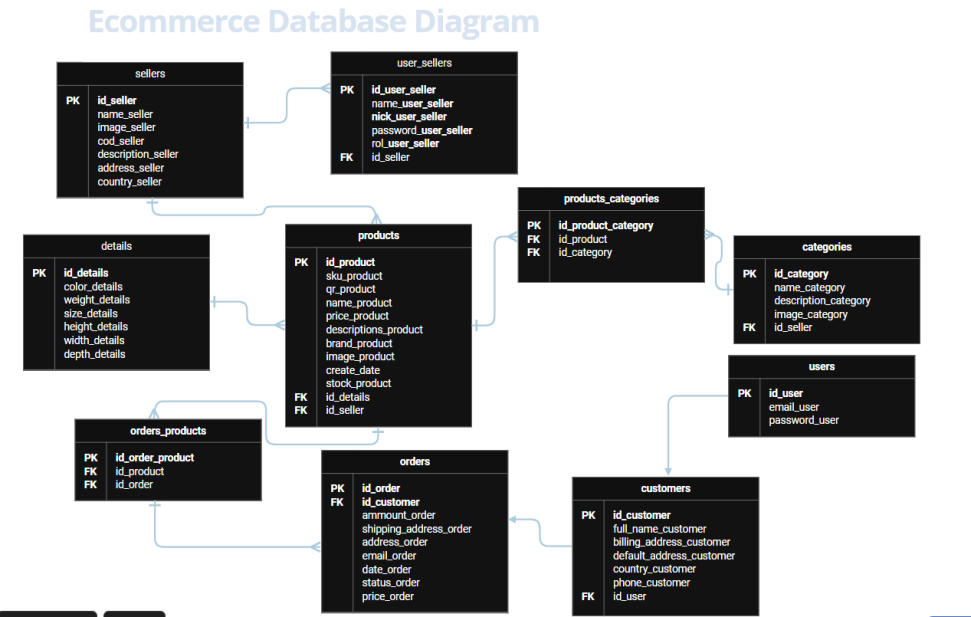 Ecommerce Database Diagram
sellers
PK id_seller
name_seller
image_seller
cod_seller
description_seller
address_seller
country_seller
user_sellers
PK id_user_seller
name_user_seller
nick_user_seller
password_user_seller
rol_user_seller
FK id_seller
products_categories
PK id_product_category
FK id_product
FK id_category
details
PK id_details
color_details
weight_details
size_details
height_details
width_details
depth_details
products
PK id_product
sku_product
qr_product
name_product
price_product
descriptions_product
brand_product
image_product
create_date
stock_product
FK id_details
FK id_seller
categories
PK id_category
name_category
description_category
image_category
FK id_seller
users
PK id_user
email_user
password_user
orders_products
PK id_order_product
FK id_product
FK id_order
orders
PK id_order
FK id_customer
ammount_order
shipping_address_order
address_order
email_order
date_order
status_order
price_order
customers
PK id_customer
full_name_customer
billing_address_customer
default_address_customer
country_customer
phone_customer
FK id_user